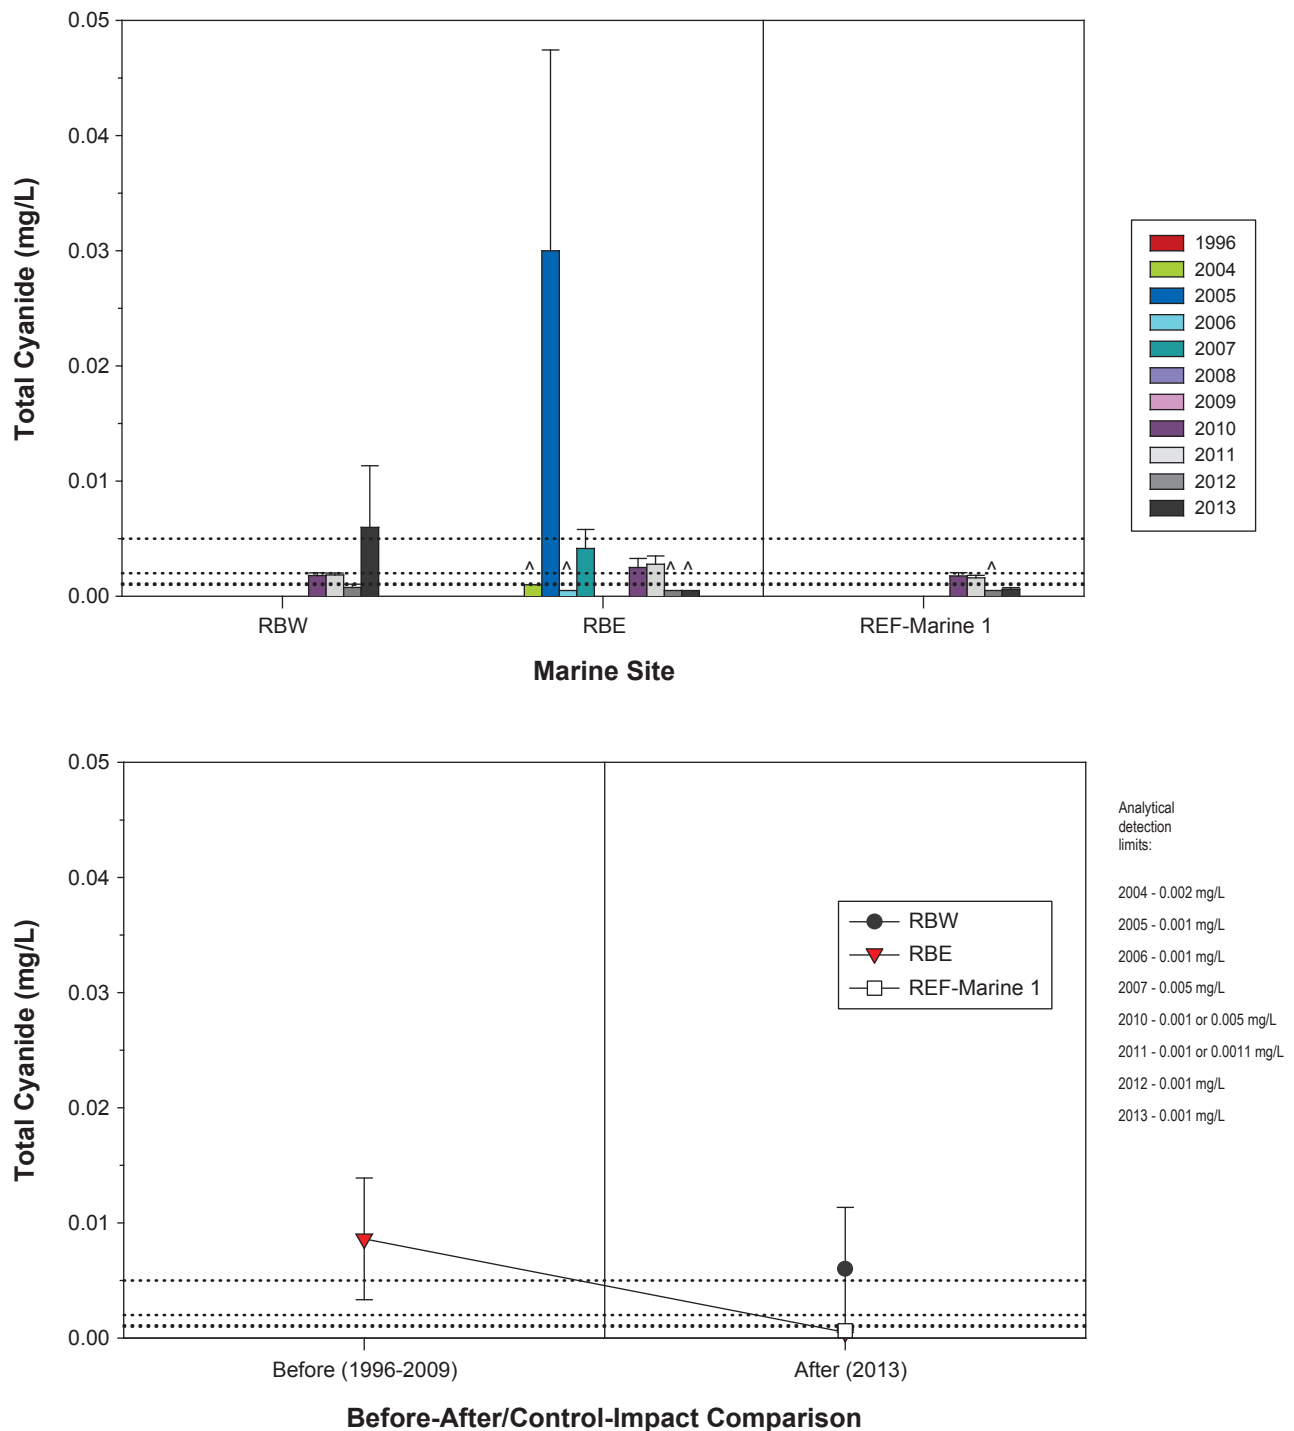 0.05
0.04
0.03
0.02
0.01
0.00
Total Cyanide (mg/L)
^
^
^
^
^
RBW
RBE
REF-Marine 1
Marine Site
1996
2004
2005
2006
2007
2008
2009
2010
2011
2012
2013
0.05
0.04
0.03
0.02
0.01
0.00
Total Cyanide (mg/L)
RBW
RBE
REF-Marine 1
Before (1996-2009)
After (2013)
Before-After/Control-Impact Comparison
Analytical
detection
limits:
2004 - 0.002 mg/L
2005 - 0.001 mg/L
2006 - 0.001 mg/L
2007 - 0.005 mg/L
2010 - 0.001 or 0.005 mg/L
2011 - 0.001 or 0.0011 mg/L
2012 - 0.001 mg/L
2013 - 0.001 mg/L